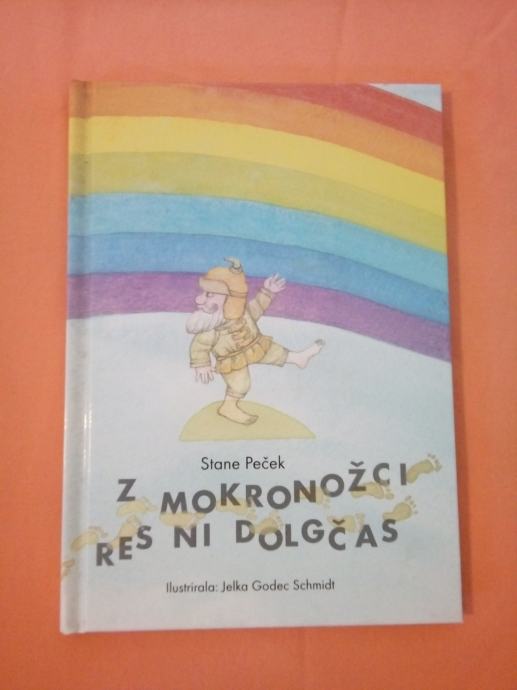 Stane Peček
Z MOKRONOŽCI
RES NI DOLGČAS
Ilustrirala: Jelka Godec Schmidt